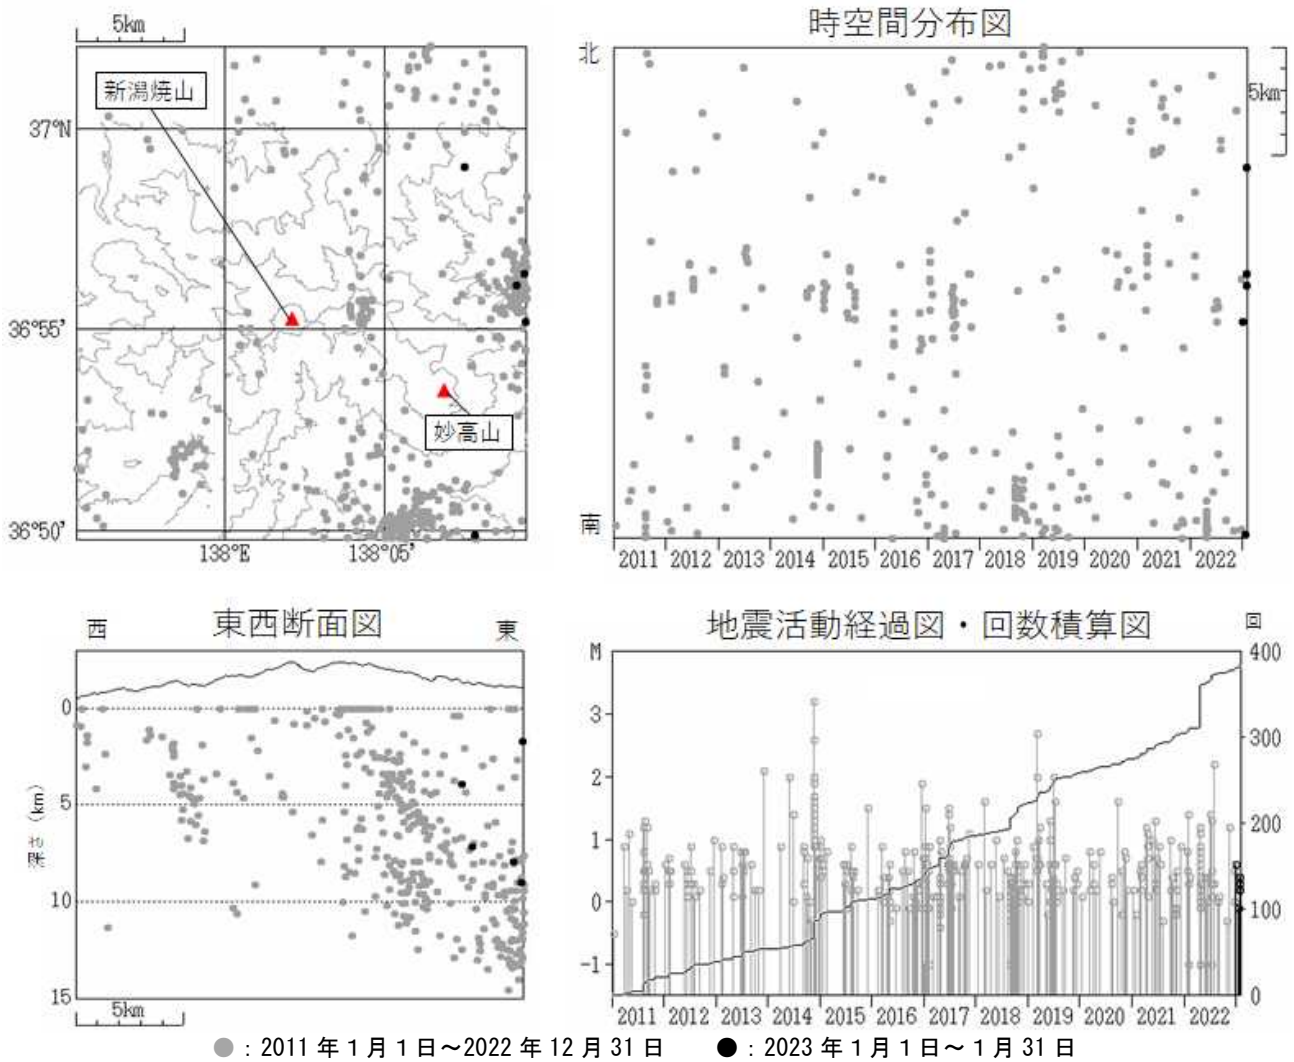 5km
新潟焼山
37°N
36°55’
妙高山
36°50’
138°E
138°05’
時空間分布図
北
5km
南
2011 2012 2013 2014 2015 2016 2017 2018 2019 2020 2021 2022
東西断面図
西
東
0
5
10
15
深さ（km）
5km
地震活動経過図・回数積算図
M
回
3
2
1
0
-1
400
300
200
100
0
2011 2012 2013 2014 2015 2016 2017 2018 2019 2020 2021 2022
●：2011年1月1日～2022年12月31日 ●：2023年1月1日～1月31日